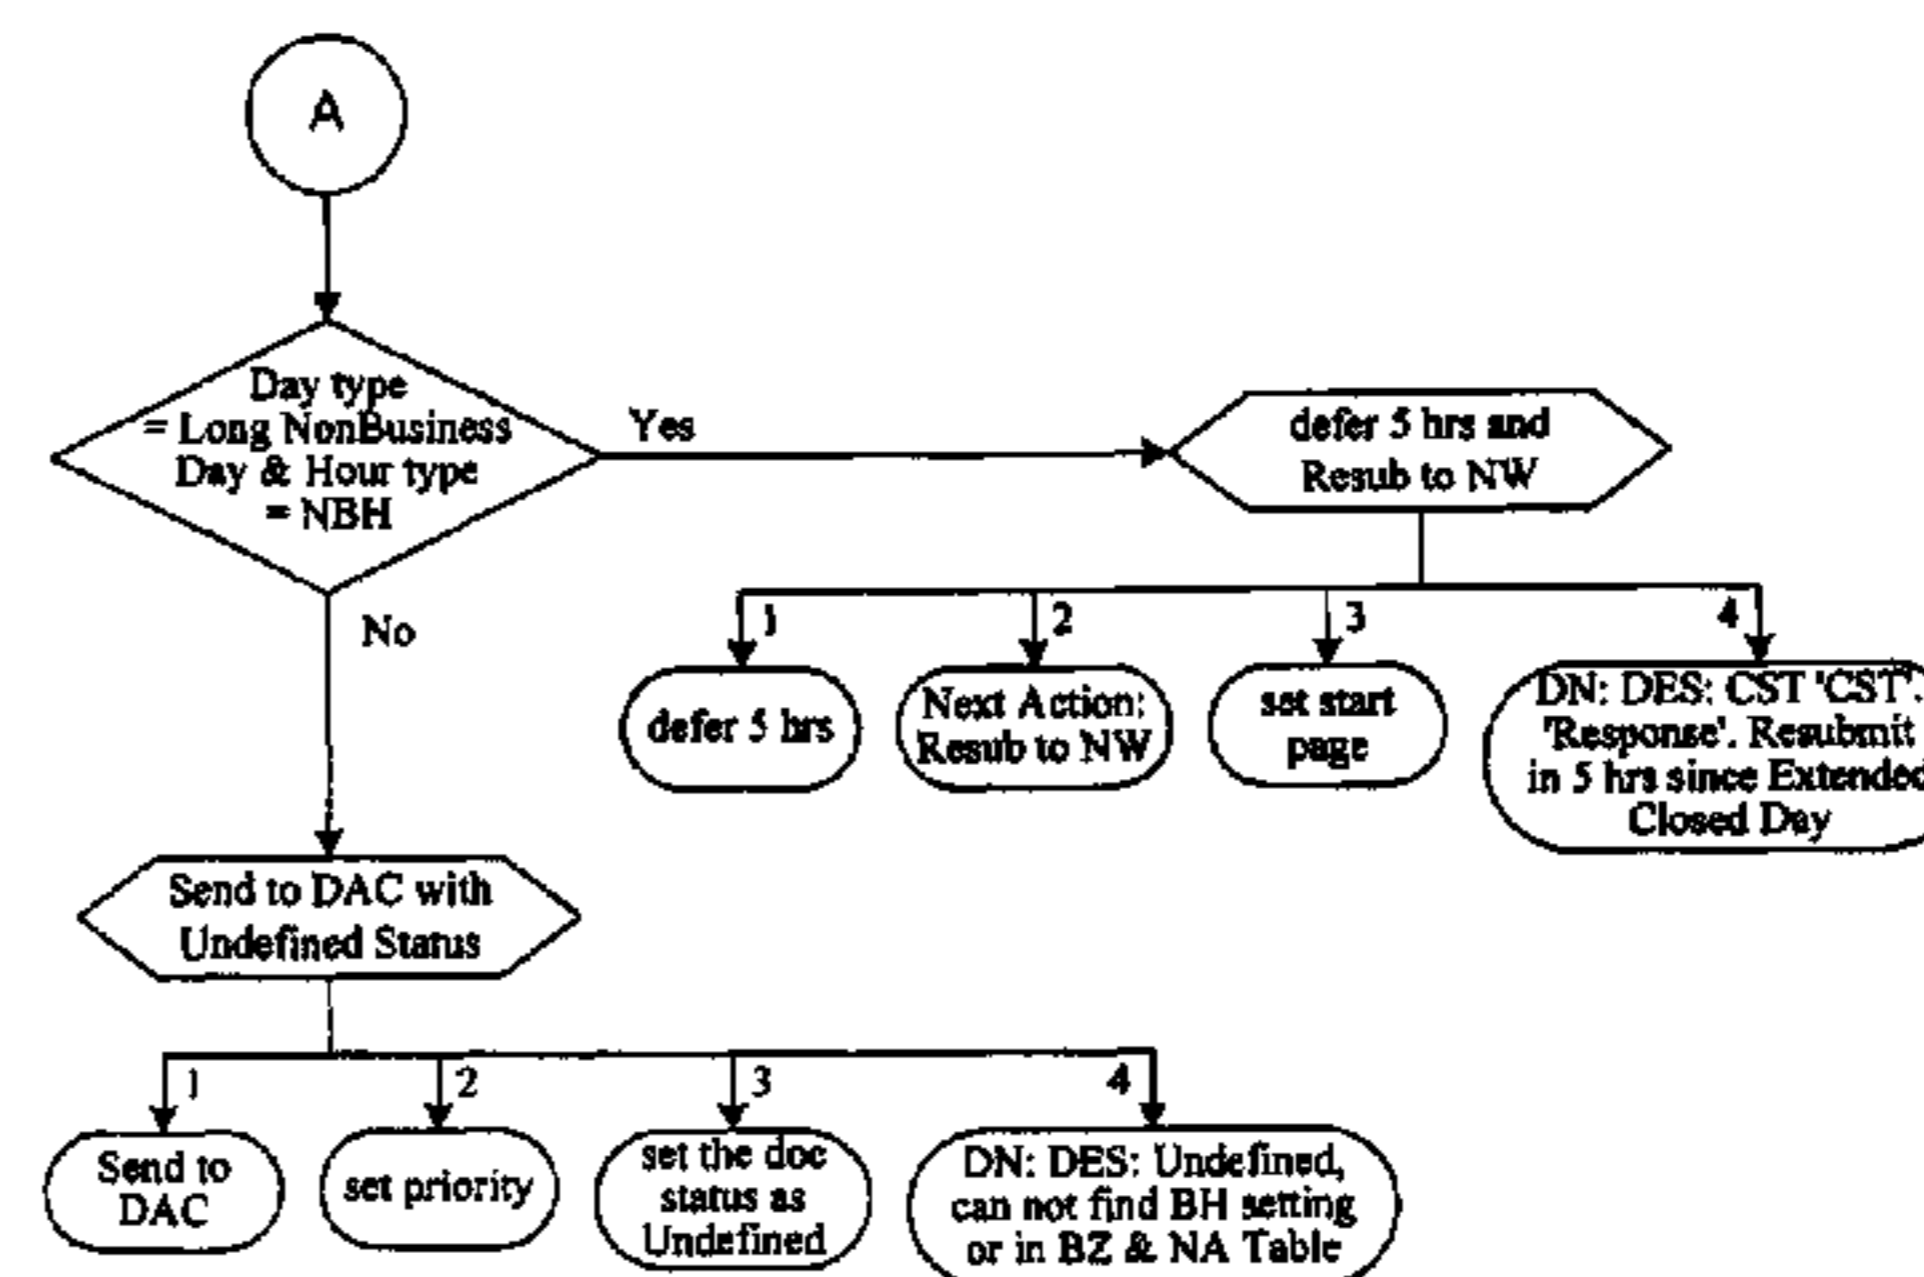 A
Day type
= Long NonBusiness
Day & Hour type
= NBH
Yes
defer 5 hrs and
Resub to NW
No
1
2
3
4
defer 5 hrs
Next Action:
Resub to NW
set start
page
DN: DES: CST 'CST'.
'Response'. Resubmit
in 5 hrs since Extended
Closed Day
Send to DAC with
Undefined Status
1
2
3
4
Send to
DAC
set priority
set the doc
status as
Undefined
DN: DES: Undefined,
can not find BH setting
or in BZ & NA Table